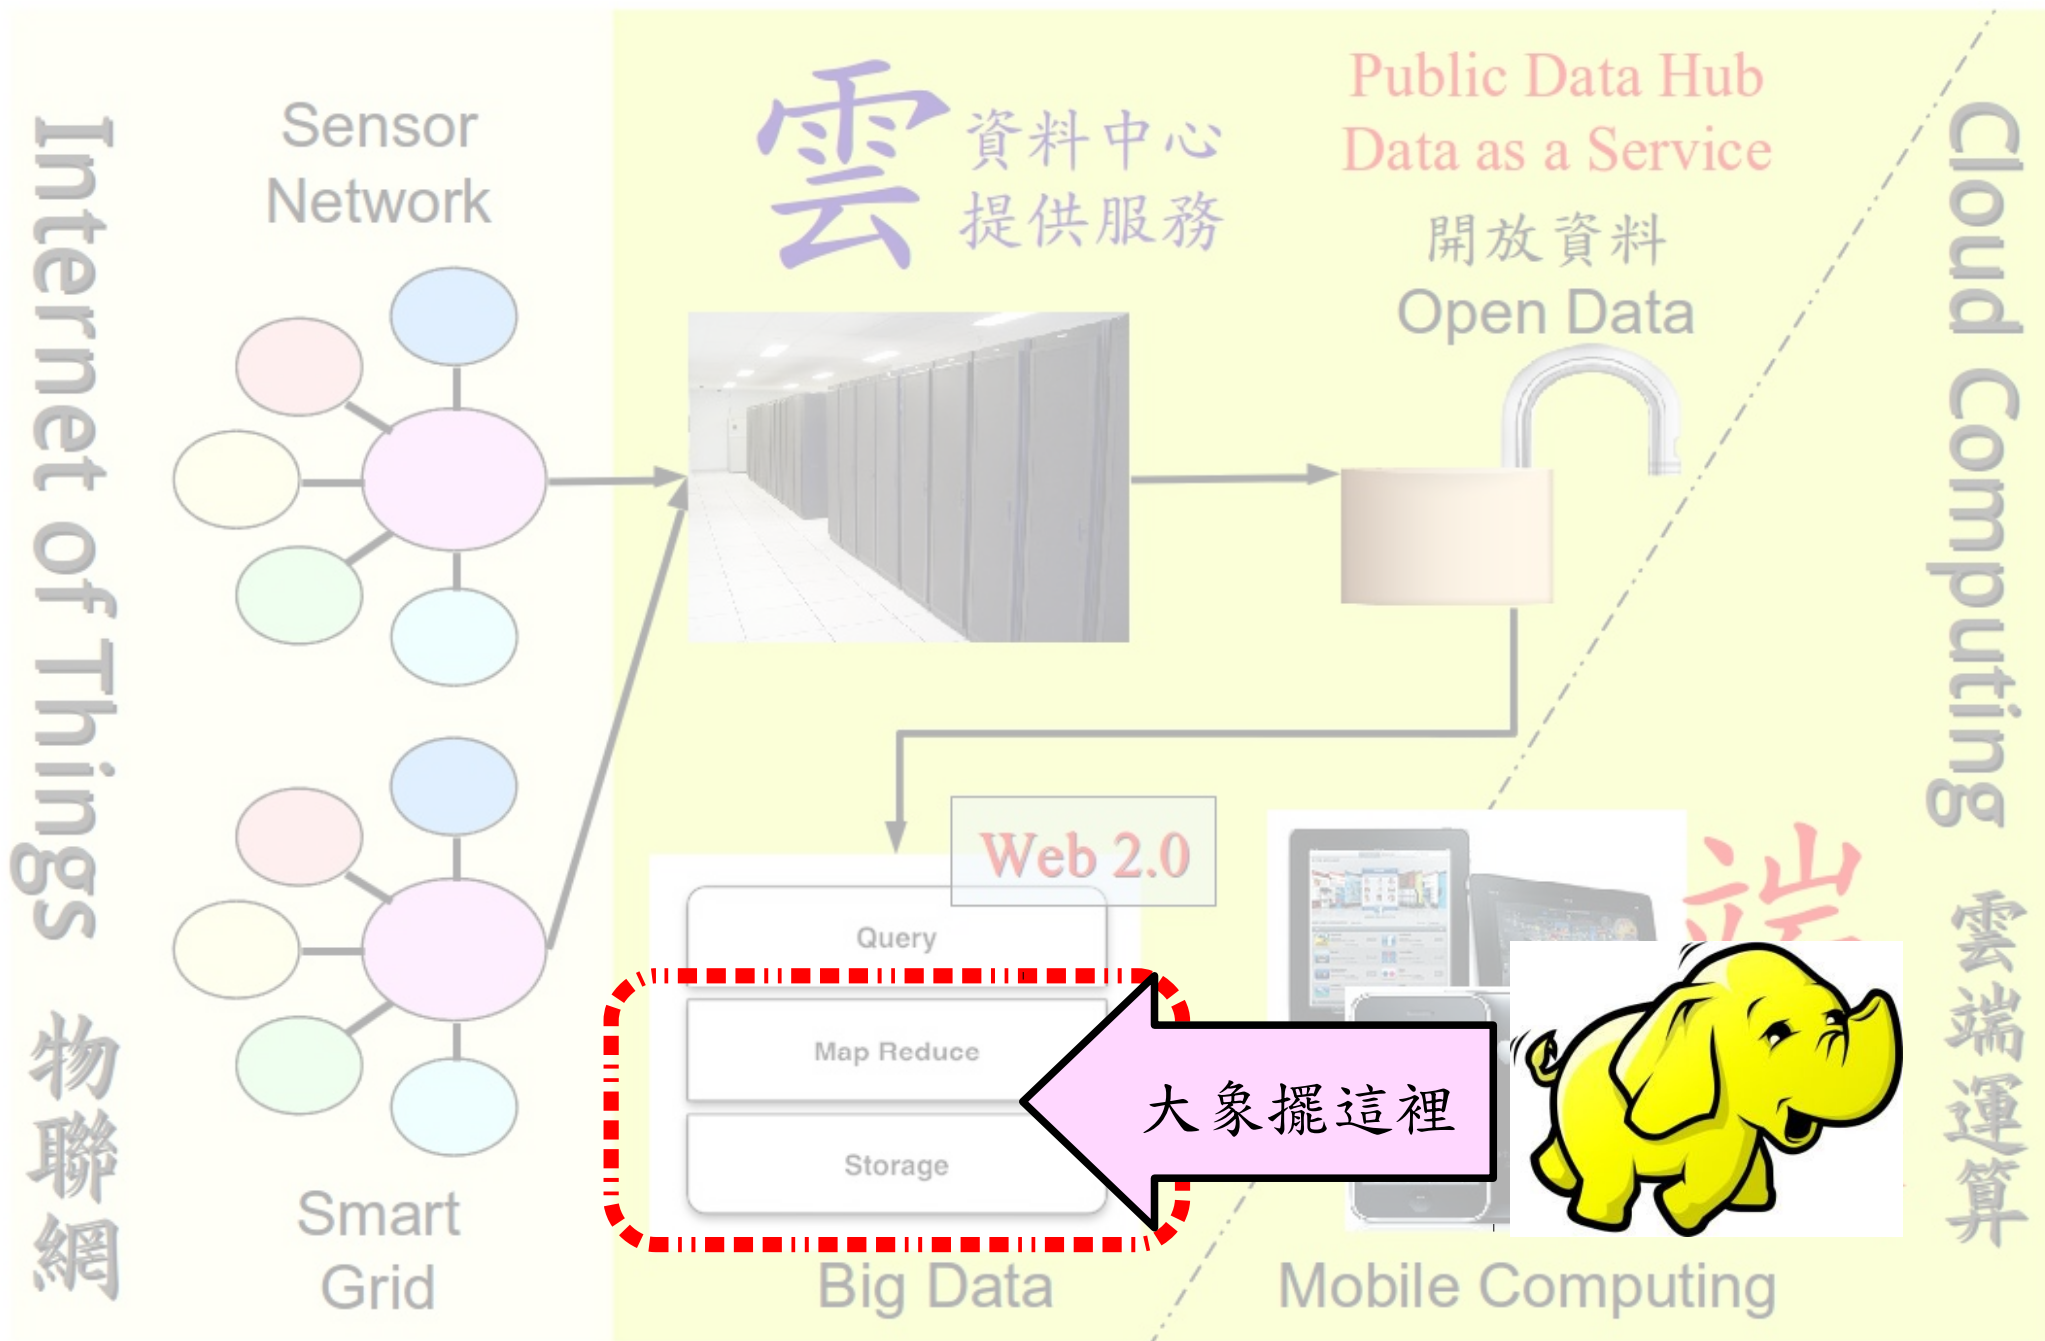 Internet of Things 物聯網
Sensor
Network
Smart
Grid
雲
資料中心
提供服務
Public Data Hub
Data as a Service
開放資料
Open Data
Web 2.0
Query
Map Reduce
Storage
Big Data
大象擺這裡
端
Mobile Computing
Cloud Computing 雲端運算